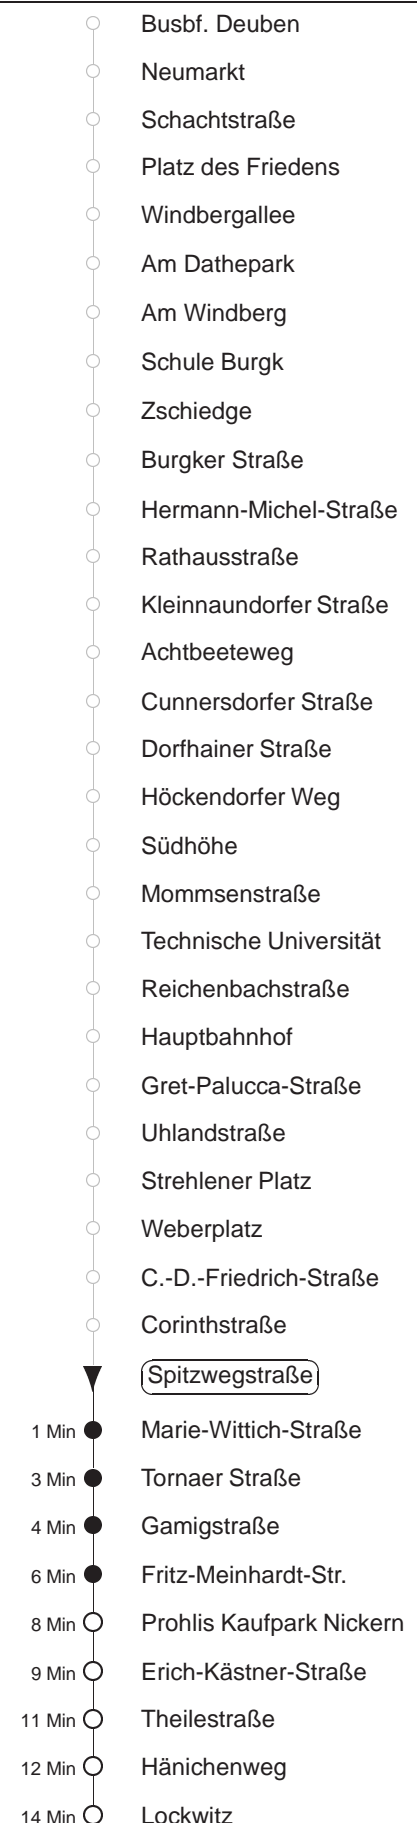 Busbf. Deuben
Neumarkt
Schachtstraße
Platz des Friedens
Windbergallee
Am Dathepark
Am Windberg
Schule Burgk
Zschiedge
Burgker Straße
Hermann-Michel-Straße
Rathausstraße
Kleinnaundorfer Straße
Achtbeeteweg
Cunnersdorfer Straße
Dorfhainer Straße
Höckendorfer Weg
Südhöhe
Mommsenstraße
Technische Universität
Reichenbachstraße
Hauptbahnhof
Gret-Palucca-Straße
Uhlandstraße
Strehlener Platz
Weberplatz
C.-D.-Friedrich-Straße
Corinthstraße
Spitzwegstraße
1 Min Marie-Wittich-Straße
3 Min Tornaer Straße
4 Min Gamigstraße
6 Min Fritz-Meinhardt-Str.
8 Min Prohlis Kaufpark Nickern
9 Min Erich-Kästner-Straße
11 Min Theilestraße
12 Min Hänichenweg
14 Min Lockwitz